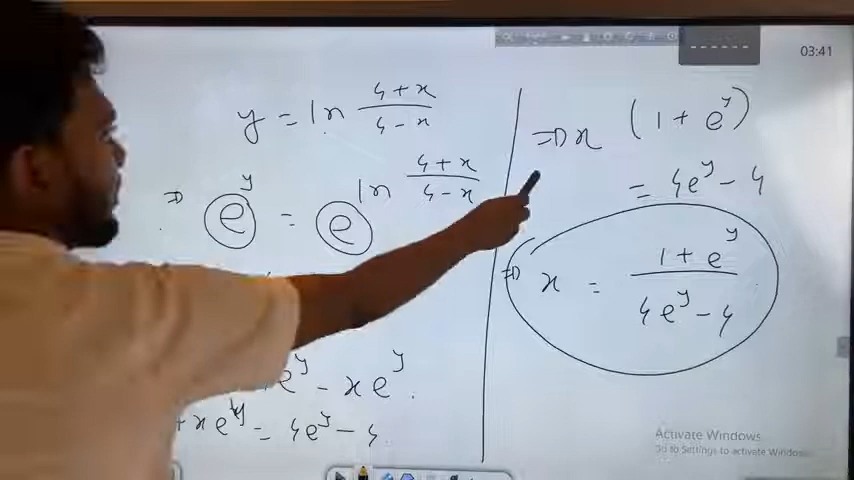 03:41
y = ln (4+x)/(4-x)
⇒ e^y = e^ln (4+x)/(4-x)
e^y - xe^y .
+ xe^y = 4e^y - 4
⇒ x (1 + e^y)
= 4e^y - 4
⇒ x = (1 + e^y)/(4e^y - 4)
Activate Windows
Go to Settings to activate Windows.